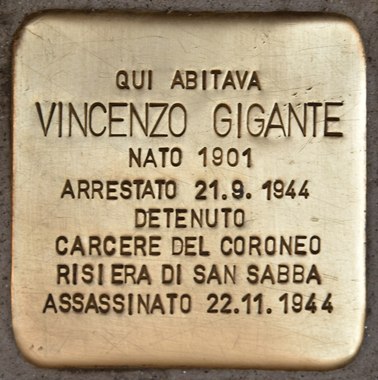 QUI ABITAVA
VINCENZO GIGANTE
NATO 1901
ARRESTATO 21.9.1944
DETENUTO
CARCERE DEL CORONEO
RISIERA DI SAN SABBA
ASSASSINATO 22.11.1944